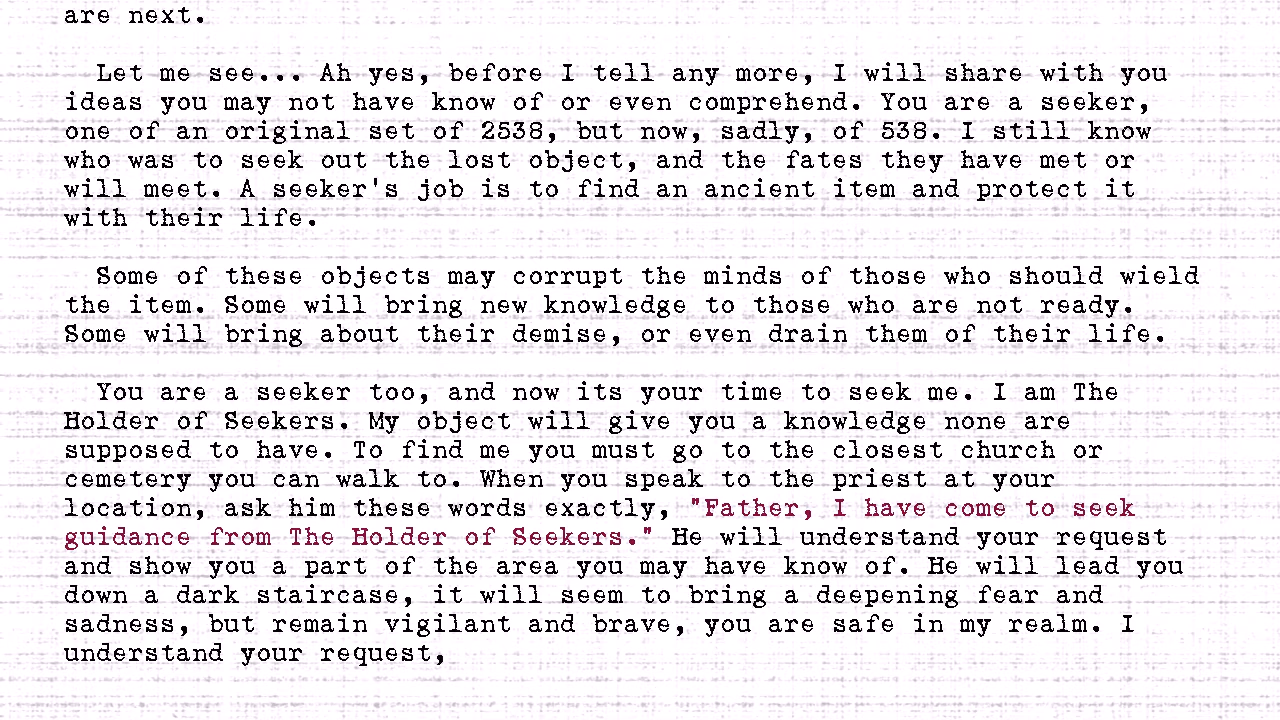 are next.
Let me see... Ah yes, before I tell any more, I will share with you
ideas you may not have know of or even comprehend. You are a seeker,
one of an original set of 2538, but now, sadly, of 538. I still know
who was to seek out the lost object, and the fates they have met or
will meet. A seeker's job is to find an ancient item and protect it
with their life.
Some of these objects may corrupt the minds of those who should wield
the item. Some will bring new knowledge to those who are not ready.
Some will bring about their demise, or even drain them of their life.
You are a seeker too, and now its your time to seek me. I am The
Holder of Seekers. My object will give you a knowledge none are
supposed to have. To find me you must go to the closest church or
cemetery you can walk to. When you speak to the priest at your
location, ask him these words exactly, "Father, I have come to seek
guidance from The Holder of Seekers." He will understand your request
and show you a part of the area you may have know of. He will lead you
down a dark staircase, it will seem to bring a deepening fear and
sadness, but remain vigilant and brave, you are safe in my realm. I
understand your request,